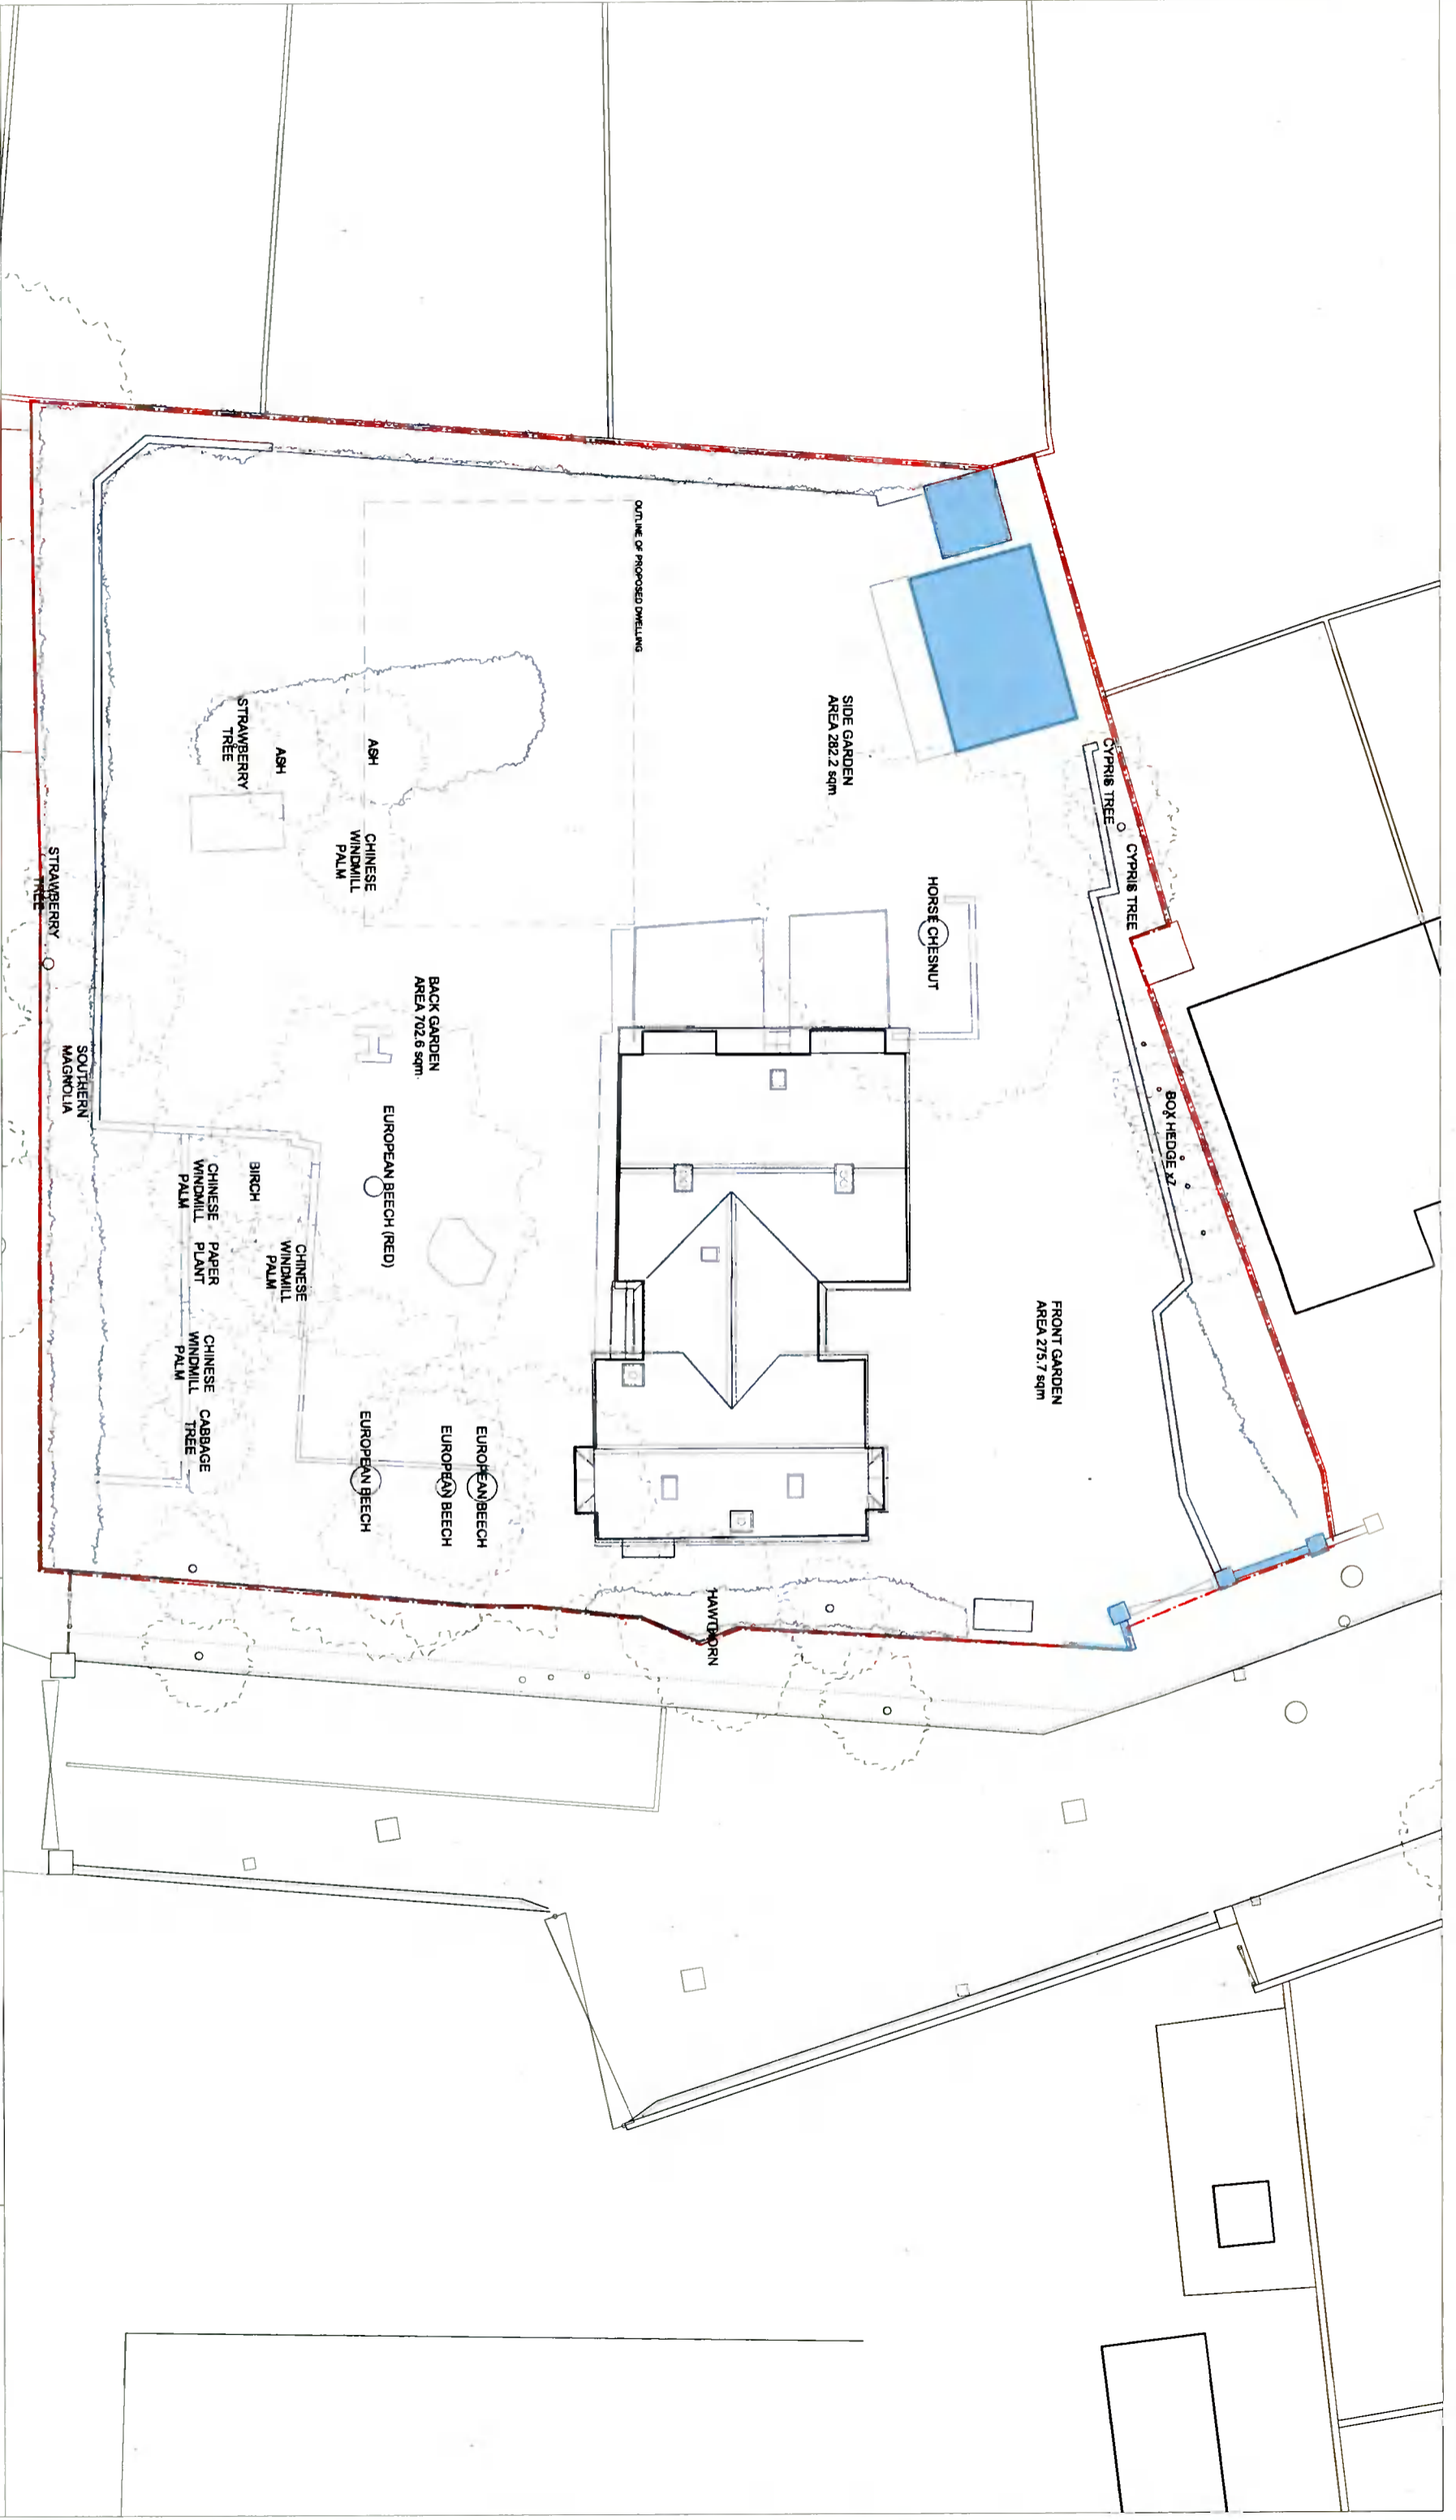 OUTLINE OF PROPOSED DWELLING
SIDE GARDEN
AREA 282.2 sqm
CYPRIS TREE
CYPRIS TREE
HORSE CHESNUT
BOX HEDGE x7
FRONT GARDEN
AREA 275.7 sqm
STRAWBERRY
TREE
ASH
ASH
CHINESE
WINDMILL
PALM
STRAWBERRY
TREE
BACK GARDEN
AREA 702.6 sqm
SOUTHERN
MAGNOLIA
EUROPEAN BEECH (RED)
BIRCH
CHINESE
WINDMILL
PALM
PAPER
PLANT
CHINESE
WINDMILL
PALM
CHINESE
WINDMILL
PALM
CABBAGE
TREE
EUROPEAN BEECH
EUROPEAN BEECH
EUROPEAN BEECH
HAWTHORN